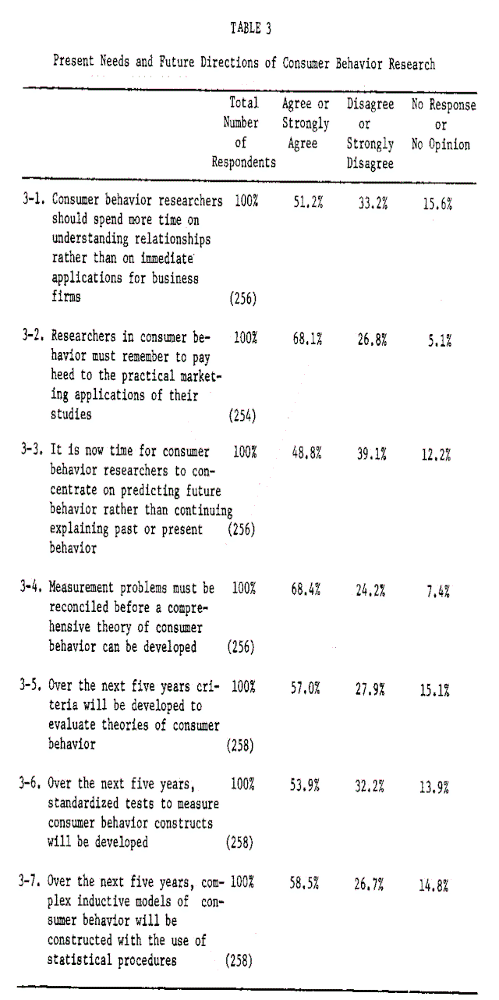 TABLE 3
Present Needs and Future Directions of Consumer Behavior Research
Total Agree or Disagree No Response
Number Strongly or or
of Agree Strongly No Opinion
Respondents Disagree
3-1. Consumer behavior researchers 100% 51.2% 33.2% 15.6%
should spend more time on
understanding relationships
rather than on immediate
applications for business
firms (256)
3-2. Researchers in consumer be- 100% 68.1% 26.8% 5.1%
havior must remember to pay
heed to the practical market-
ing applications of their
studies (254)
3-3. It is now time for consumer 100% 48.8% 39.1% 12.2%
behavior researchers to con-
centrate on predicting future
behavior rather than continuing
explaining past or present (256)
behavior
3-4. Measurement problems must be 100% 68.4% 24.2% 7.4%
reconciled before a compre-
hensive theory of consumer
behavior can be developed (256)
3-5. Over the next five years cri- 100% 57.0% 27.9% 15.1%
teria will be developed to
evaluate theories of consumer
behavior (258)
3-6. Over the next five years, 100% 53.9% 32.2% 13.9%
standardized tests to measure
consumer behavior constructs
will be developed (258)
3-7. Over the next five years, com- 100% 58.5% 26.7% 14.8%
plex inductive models of con-
sumer behavior will be
constructed with the use of
statistical procedures (258)